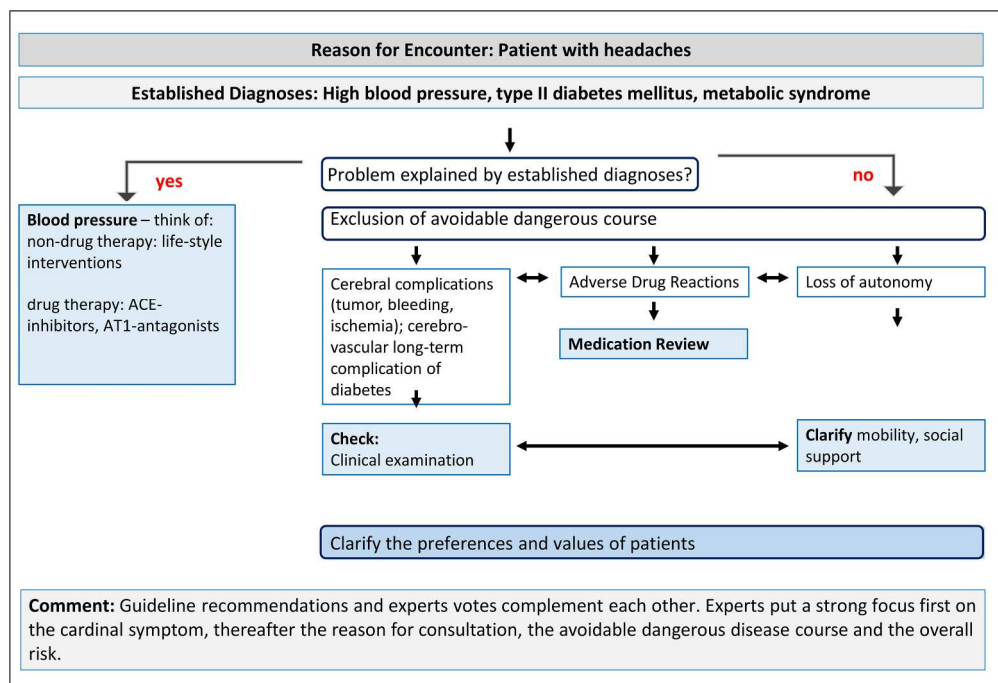 Reason for Encounter: Patient with headaches
Established Diagnoses: High blood pressure, type II diabetes mellitus, metabolic syndrome
Problem explained by established diagnoses?
yes
no
Blood pressure – think of:
non-drug therapy: life-style
interventions
drug therapy: ACE-
inhibitors, AT1-antagonists
Exclusion of avoidable dangerous course
Cerebral complications
(tumor, bleeding,
ischemia); cerebro-
vascular long-term
complication of
diabetes
Adverse Drug Reactions
Loss of autonomy
Medication Review
Check:
Clinical examination
Clarify mobility, social
support
Clarify the preferences and values of patients
Comment: Guideline recommendations and experts votes complement each other. Experts put a strong focus first on
the cardinal symptom, thereafter the reason for consultation, the avoidable dangerous disease course and the overall
risk.